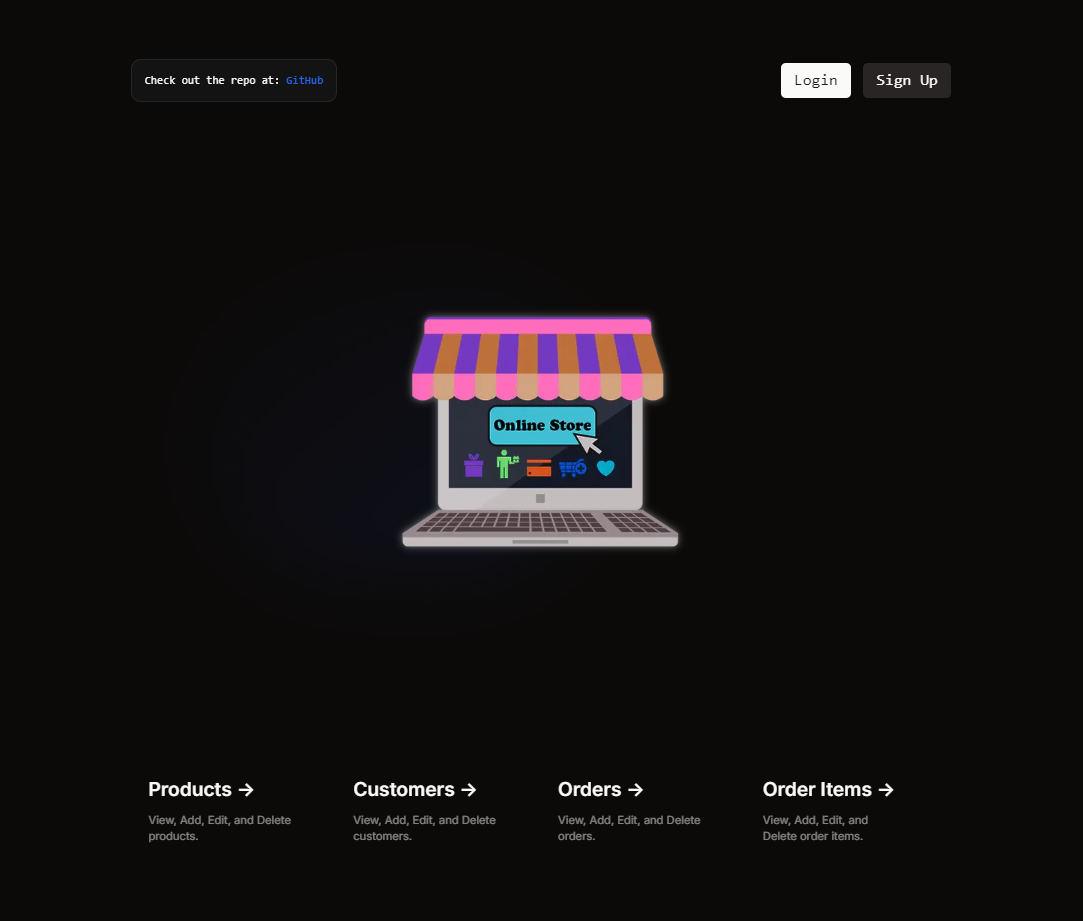 Check out the repo at: GitHub
Login
Sign Up
Online Store
Products →
View, Add, Edit, and Delete
products.
Customers →
View, Add, Edit, and Delete
customers.
Orders →
View, Add, Edit, and Delete
orders.
Order Items →
View, Add, Edit, and
Delete order items.